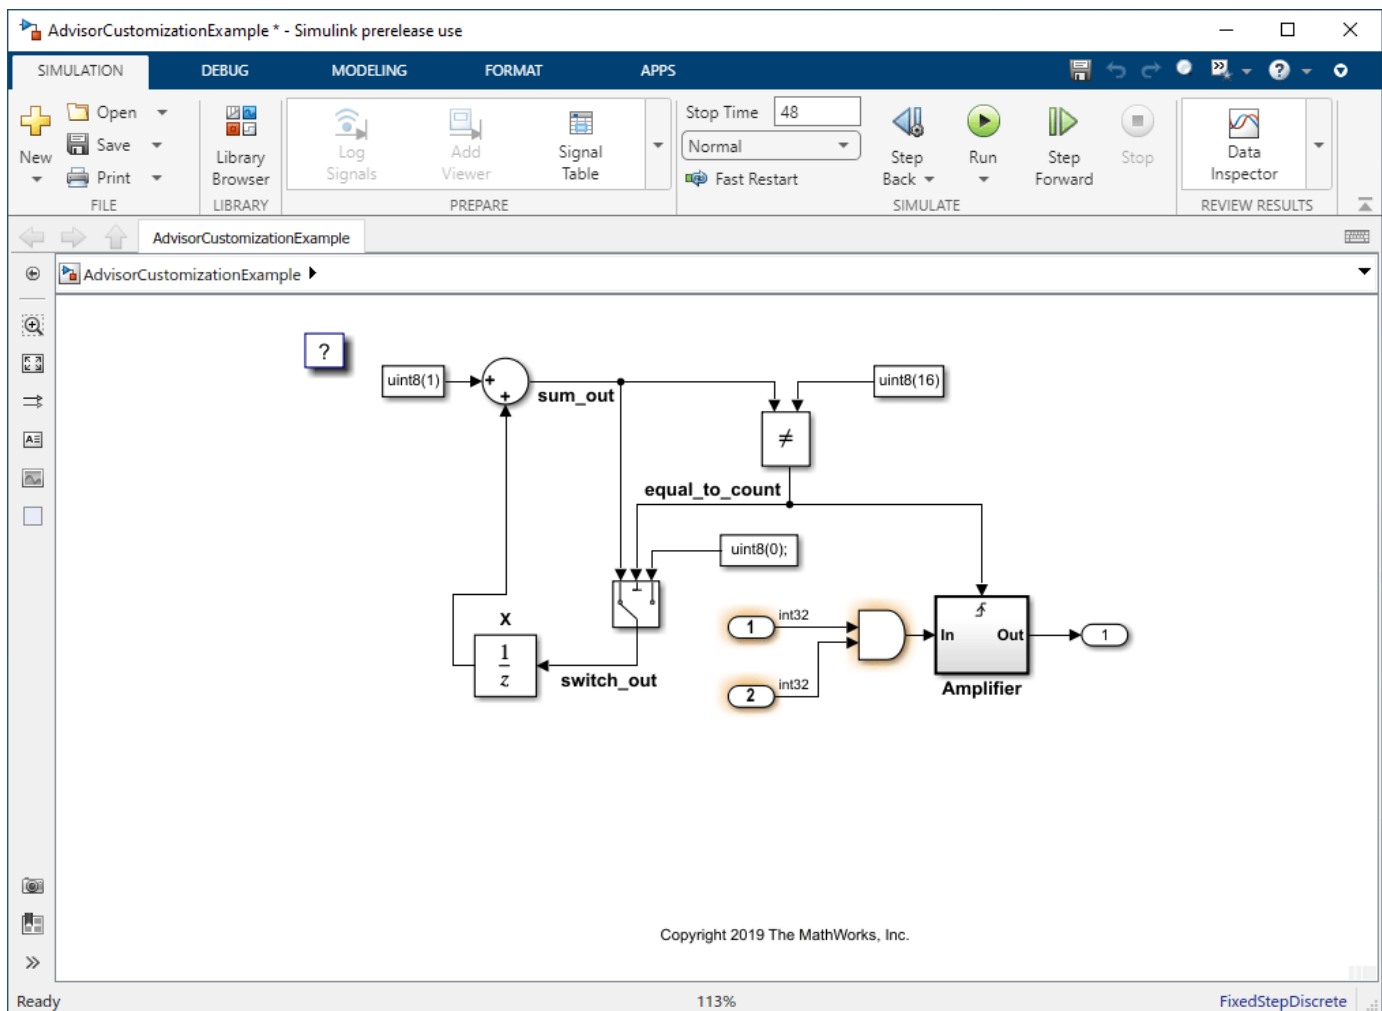 AdvisorCustomizationExample * - Simulink prerelease use
SIMULATION DEBUG MODELING FORMAT APPS
New
Open
Save
Print
FILE
Library
Browser
LIBRARY
Log
Signals
Add
Viewer
Signal
Table
PREPARE
Stop Time 48
Normal
Fast Restart
Step
Back
Run
Step
Forward
Stop
SIMULATE
Data
Inspector
REVIEW RESULTS
AdvisorCustomizationExample
AdvisorCustomizationExample
?
uint8(1)
+
+
sum_out
uint8(16)
≠
equal_to_count
uint8(0);
X
1
z
switch_out
1
int32
2
int32
In Out
Amplifier
1
Copyright 2019 The MathWorks, Inc.
Ready 113% FixedStepDiscrete